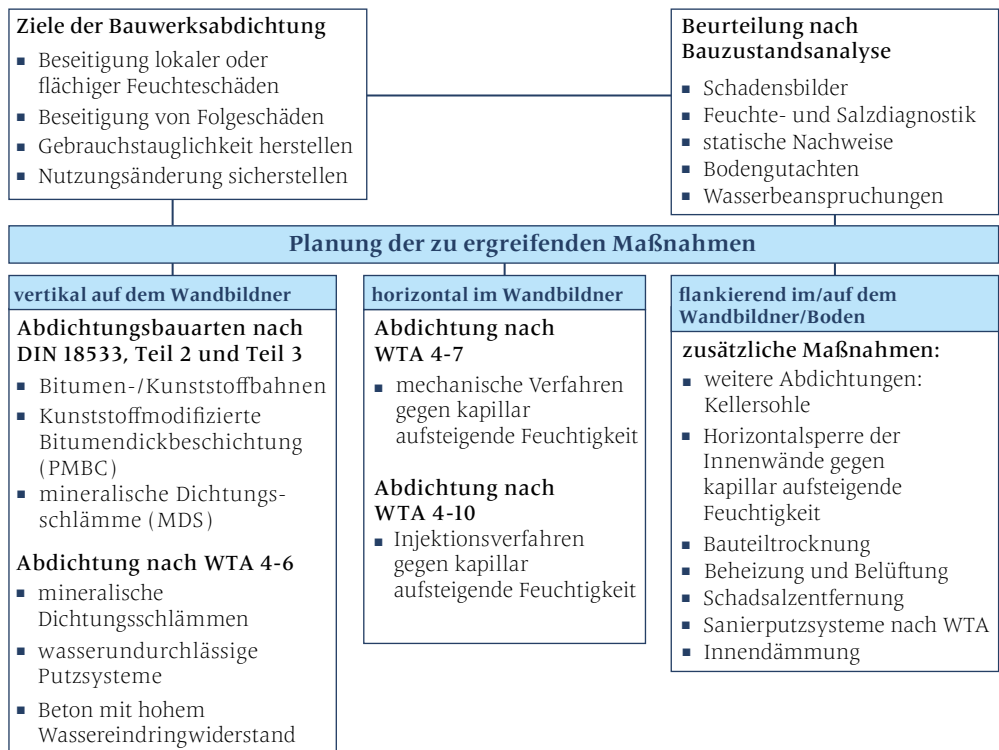 Ziele der Bauwerksabdichtung
▪ Beseitigung lokaler oder
flächiger Feuchteschäden
▪ Beseitigung von Folgeschäden
▪ Gebrauchstauglichkeit herstellen
▪ Nutzungsänderung sicherstellen
Beurteilung nach
Bauzustandsanalyse
▪ Schadensbilder
▪ Feuchte- und Salzdiagnostik
▪ statische Nachweise
▪ Bodengutachten
▪ Wasserbeanspruchungen
Planung der zu ergreifenden Maßnahmen
vertikal auf dem Wandbildner
Abdichtungsbauarten nach
DIN 18533, Teil 2 und Teil 3
▪ Bitumen-/Kunststoffbahnen
▪ Kunststoffmodifizierte
Bitumendickbeschichtung
(PMBC)
▪ mineralische Dichtungs-
schlämme (MDS)
Abdichtung nach WTA 4-6
▪ mineralische
Dichtungsschlämmen
▪ wasserundurchlässige
Putzsysteme
▪ Beton mit hohem
Wassereindringwiderstand
horizontal im Wandbildner
Abdichtung nach
WTA 4-7
▪ mechanische Verfahren
gegen kapillar
aufsteigende Feuchtigkeit
Abdichtung nach
WTA 4-10
▪ Injektionsverfahren
gegen kapillar
aufsteigende Feuchtigkeit
flankierend im/auf dem
Wandbildner/Boden
zusätzliche Maßnahmen:
▪ weitere Abdichtungen:
Kellersohle
▪ Horizontalsperre der
Innenwände gegen
kapillar aufsteigende
Feuchtigkeit
▪ Bauteiltrocknung
▪ Beheizung und Belüftung
▪ Schadsalzentfernung
▪ Sanierputzsysteme nach WTA
▪ Innendämmung